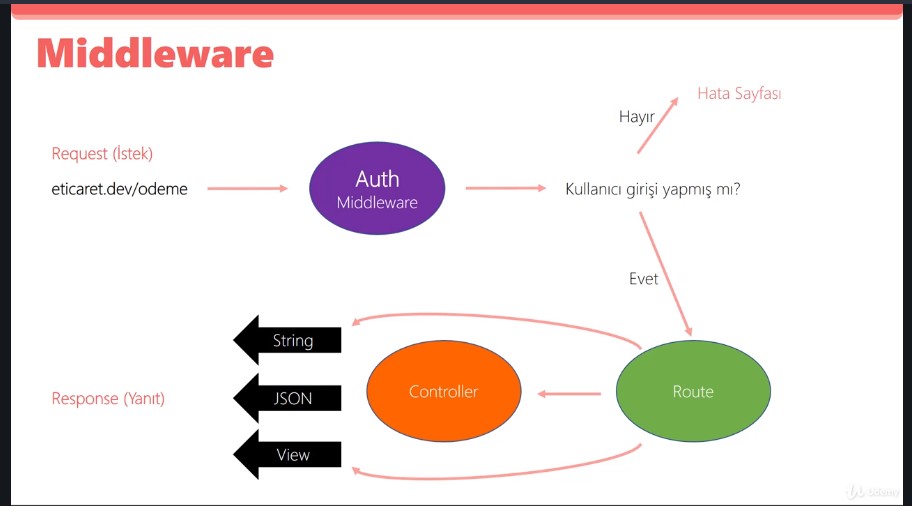 Middleware
Hata Sayfası
Hayır
Request (İstek)
eticaret.dev/odeme
Auth
Middleware
Kullanıcı girişi yapmış mı?
Evet
String
Response (Yanıt)
JSON
View
Controller
Route
Udemy